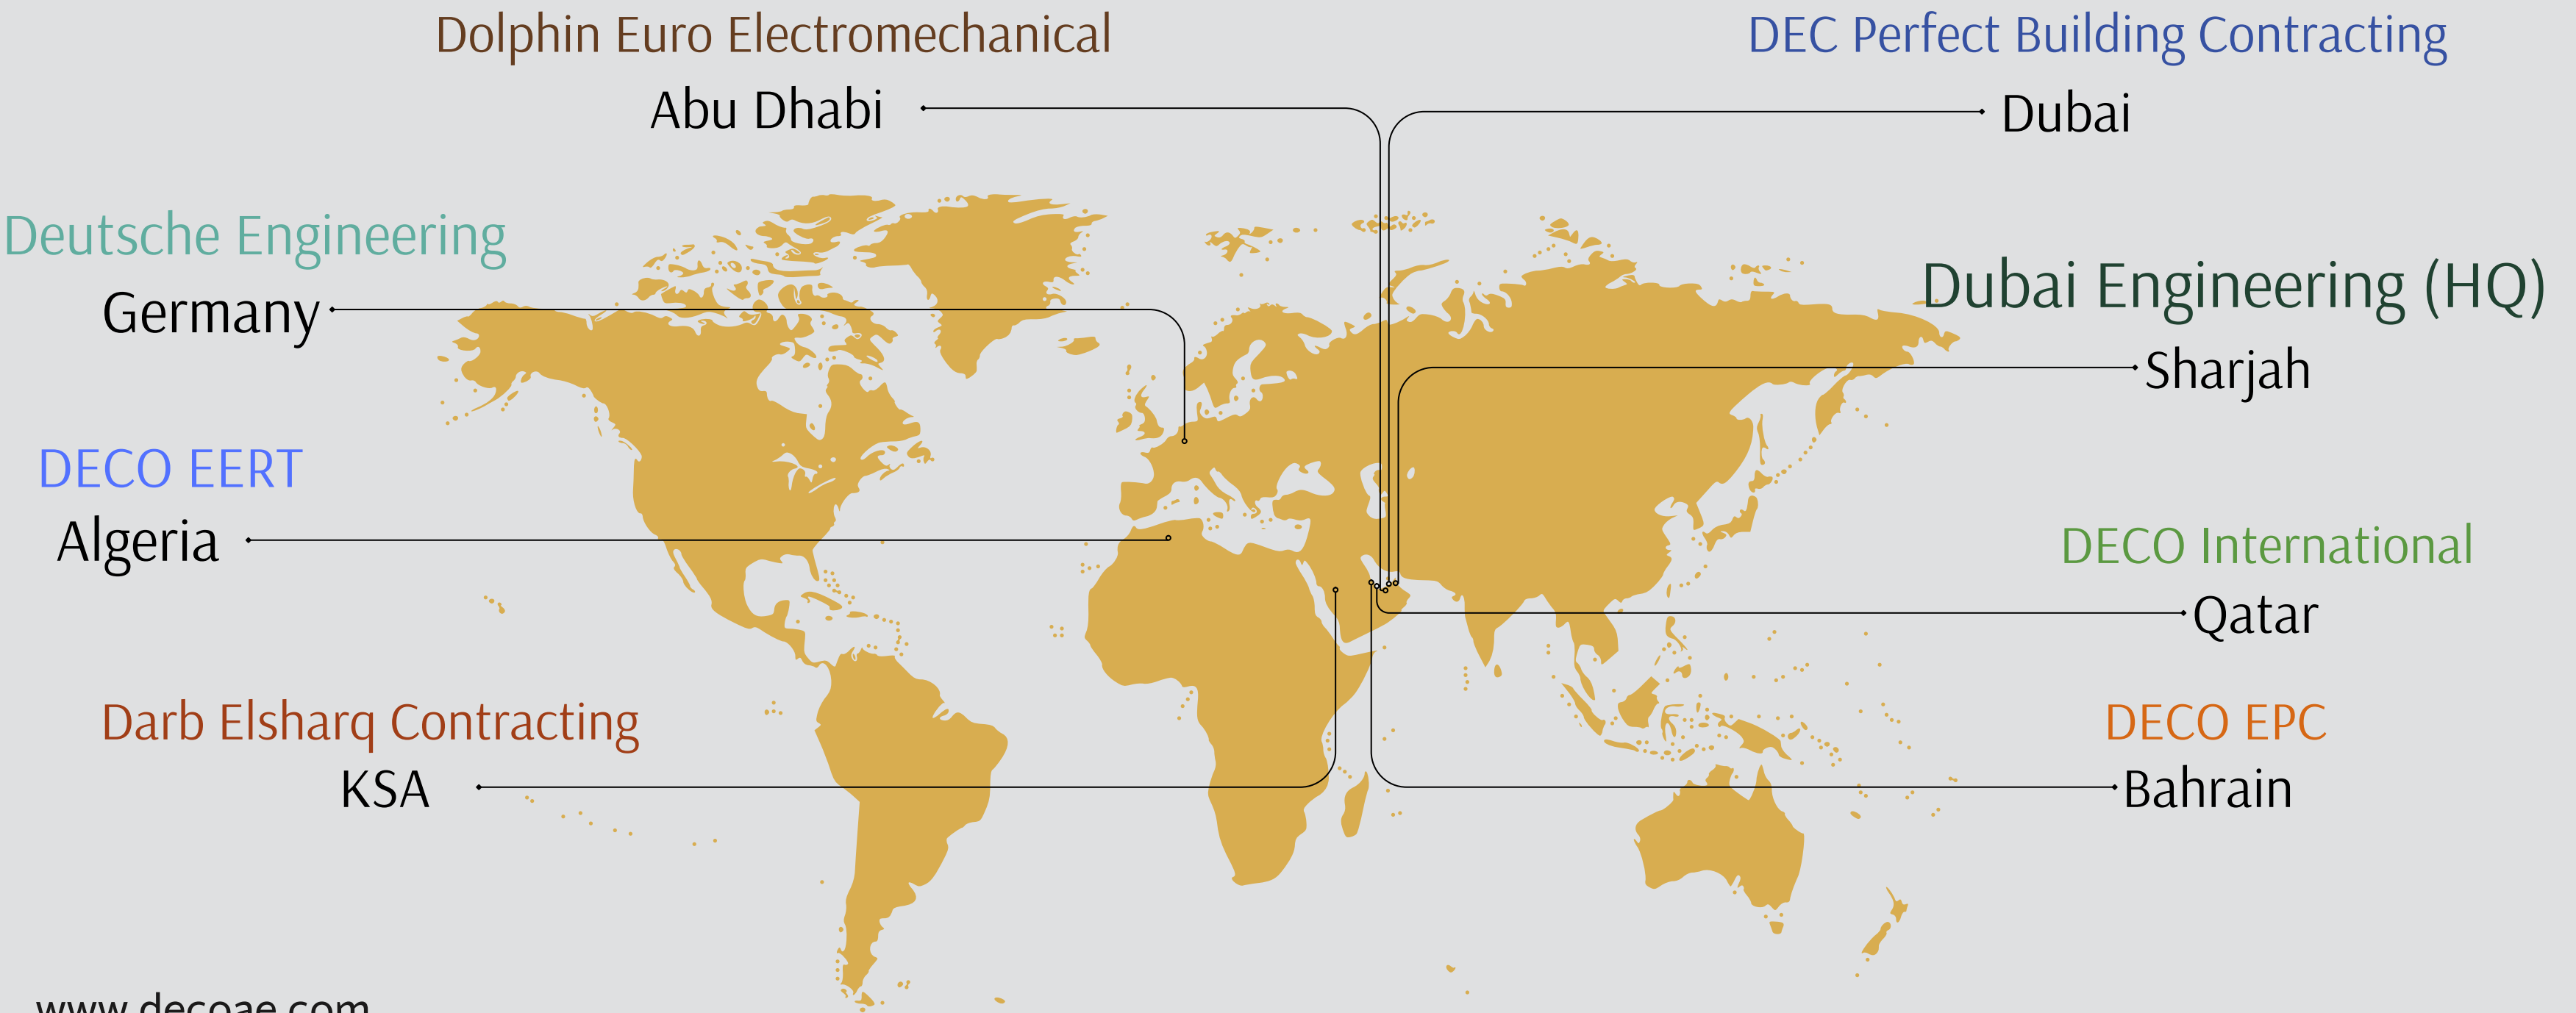 Dolphin Euro Electromechanical
Abu Dhabi
DEC Perfect Building Contracting
Dubai
Deutsche Engineering
Germany
Dubai Engineering (HQ)
Sharjah
DECO EERT
Algeria
DECO International
Qatar
Darb Elsharq Contracting
KSA
DECO EPC
Bahrain
www.decoae.com